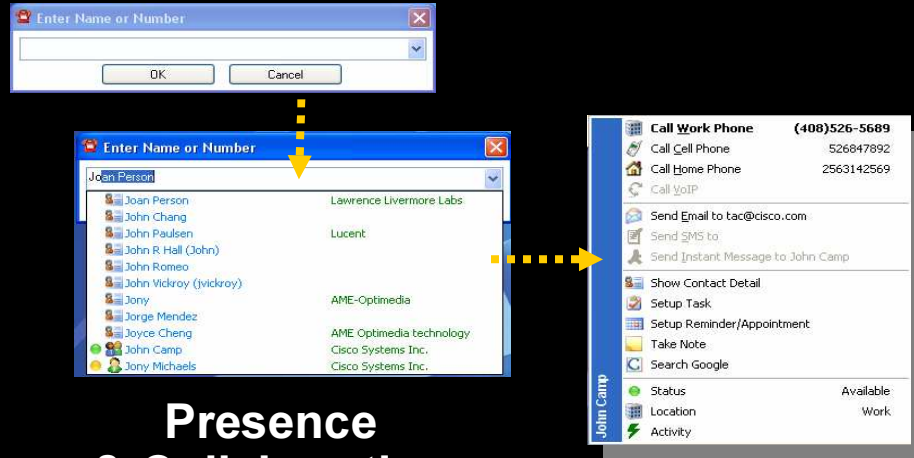 Enter Name or Number
OK Cancel
Enter Name or Number
Joan Person
Joan Person Lawrence Livermore Labs
John Chang
John Paulsen Lucent
John R Hall (John)
John Romeo
John Vickroy (jvickroy)
Jony AME-Optimedia
Jorge Mendez
Joyce Cheng AME Optimedia technology
John Camp Cisco Systems Inc.
Jony Michaels Cisco Systems Inc.
Call Work Phone (408)526-5689
Call Cell Phone 526847892
Call Home Phone 2563142569
Call VoIP
Send Email to tac@cisco.com
Send SMS to
Send Instant Message to John Camp
Show Contact Detail
Setup Task
Setup Reminder/Appointment
Take Note
Search Google
Status Available
Location Work
Activity
John Camp
Presence